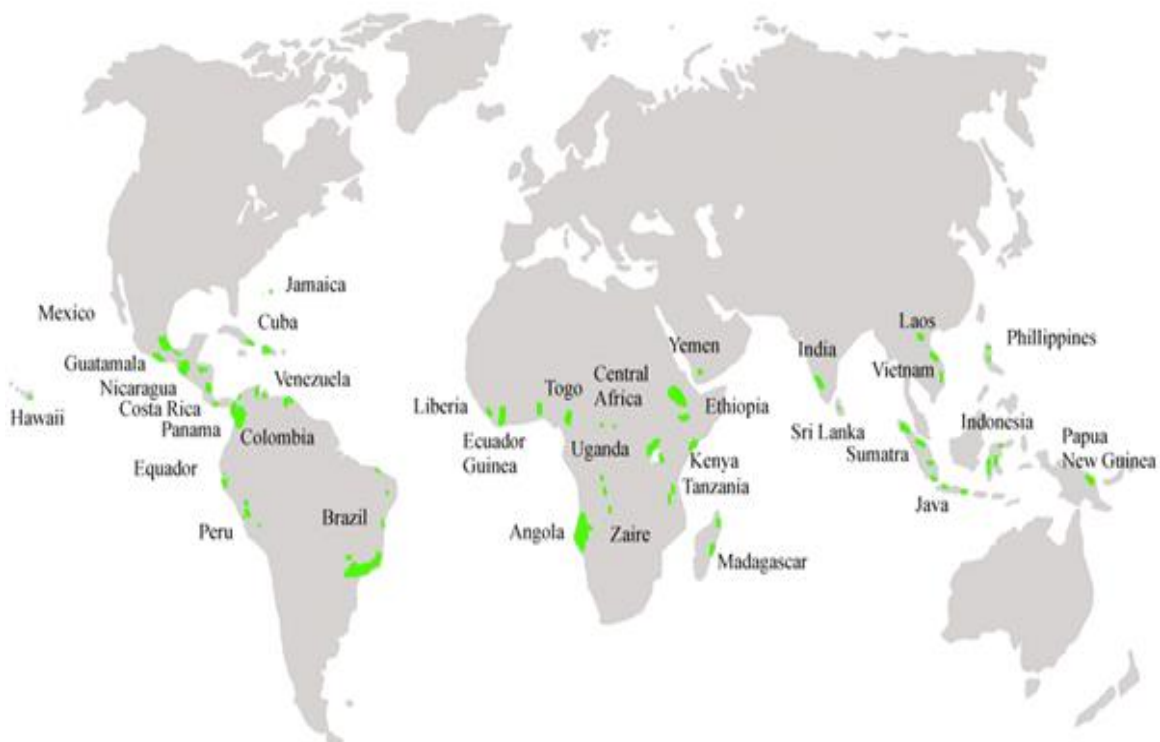 Jamaica
Mexico
Cuba
Guatamala
Nicaragua
Venezuela
Hawaii
Costa Rica
Panama
Colombia
Equador
Peru
Brazil
Liberia
Togo
Central
Africa
Yemen
Ethiopia
Ecuador
Guinea
Uganda
Kenya
Tanzania
Angola
Zaire
Madagascar
India
Laos
Phillippines
Vietnam
Sri Lanka
Sumatra
Indonesia
Papua
New Guinea
Java